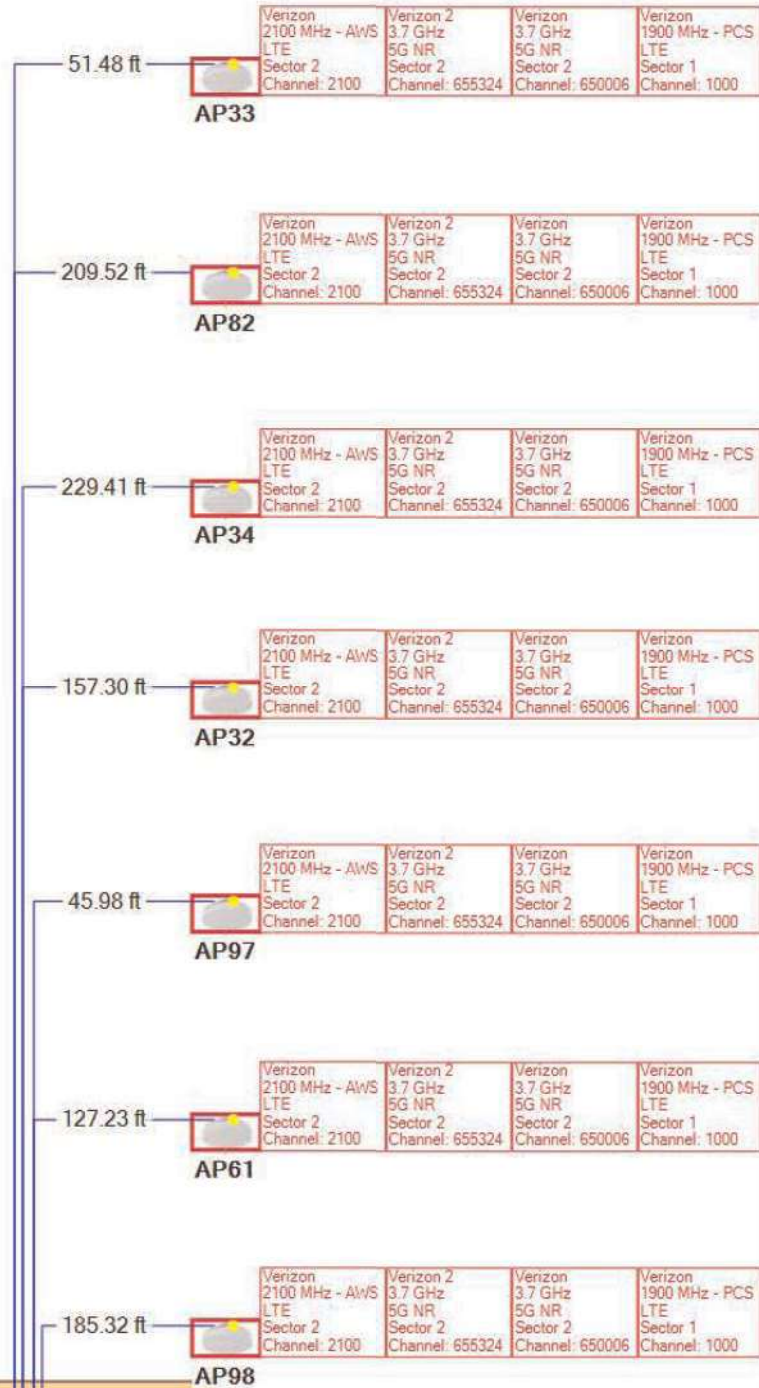 Verizon
2100 MHz - AWS
LTE
Sector 2
Channel: 2100
Verizon 2
3.7 GHz
5G NR
Sector 2
Channel: 655324
Verizon
3.7 GHz
5G NR
Sector 2
Channel: 650006
Verizon
1900 MHz - PCS
LTE
Sector 1
Channel: 1000
51.48 ft
AP33
Verizon
2100 MHz - AWS
LTE
Sector 2
Channel: 2100
Verizon 2
3.7 GHz
5G NR
Sector 2
Channel: 655324
Verizon
3.7 GHz
5G NR
Sector 2
Channel: 650006
Verizon
1900 MHz - PCS
LTE
Sector 1
Channel: 1000
209.52 ft
AP82
Verizon
2100 MHz - AWS
LTE
Sector 2
Channel: 2100
Verizon 2
3.7 GHz
5G NR
Sector 2
Channel: 655324
Verizon
3.7 GHz
5G NR
Sector 2
Channel: 650006
Verizon
1900 MHz - PCS
LTE
Sector 1
Channel: 1000
229.41 ft
AP34
Verizon
2100 MHz - AWS
LTE
Sector 2
Channel: 2100
Verizon 2
3.7 GHz
5G NR
Sector 2
Channel: 655324
Verizon
3.7 GHz
5G NR
Sector 2
Channel: 650006
Verizon
1900 MHz - PCS
LTE
Sector 1
Channel: 1000
157.30 ft
AP32
Verizon
2100 MHz - AWS
LTE
Sector 2
Channel: 2100
Verizon 2
3.7 GHz
5G NR
Sector 2
Channel: 655324
Verizon
3.7 GHz
5G NR
Sector 2
Channel: 650006
Verizon
1900 MHz - PCS
LTE
Sector 1
Channel: 1000
45.98 ft
AP97
Verizon
2100 MHz - AWS
LTE
Sector 2
Channel: 2100
Verizon 2
3.7 GHz
5G NR
Sector 2
Channel: 655324
Verizon
3.7 GHz
5G NR
Sector 2
Channel: 650006
Verizon
1900 MHz - PCS
LTE
Sector 1
Channel: 1000
127.23 ft
AP61
Verizon
2100 MHz - AWS
LTE
Sector 2
Channel: 2100
Verizon 2
3.7 GHz
5G NR
Sector 2
Channel: 655324
Verizon
3.7 GHz
5G NR
Sector 2
Channel: 650006
Verizon
1900 MHz - PCS
LTE
Sector 1
Channel: 1000
185.32 ft
AP98